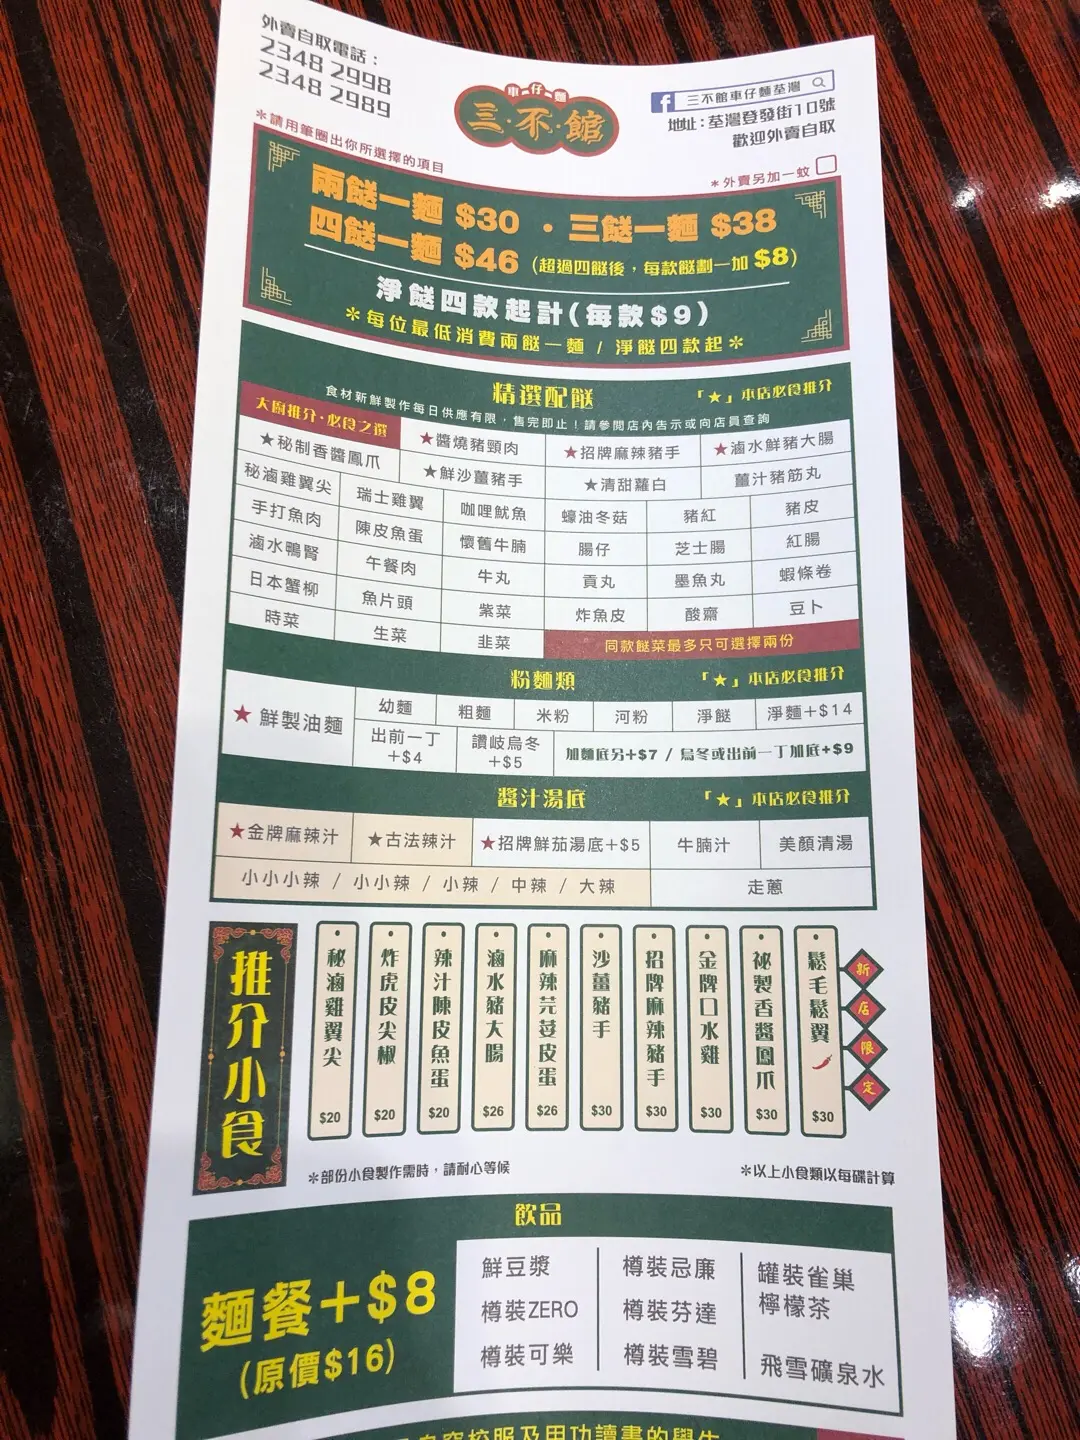 外賣自取電話：
2348 2998
2348 2989
車仔麵
三·不·館
三不館車仔麵荃灣
地址：荃灣登發街10號
歡迎外賣自取
＊請用筆圈出你所選擇的項目
＊外賣另加一蚊
兩餸一麵 $30 · 三餸一麵 $38
四餸一麵 $46 (超過四餸後，每款餸劃一加 $8)
淨餸四款起計(每款$9)
＊每位最低消費兩餸一麵 / 淨餸四款起＊
精選配餸
「★」本店必食推介
食材新鮮製作每日供應有限，售完即止！請參閱店內告示或向店員查詢
大廚推介·必食之選
★秘制香醬鳳爪 ★醬燒豬頸肉 ★招牌麻辣豬手 ★滷水鮮豬大腸
★鮮沙薑豬手 ★清甜蘿白 薑汁豬筋丸
秘滷雞翼尖 瑞士雞翼 咖哩魷魚 蠔油冬菇 豬紅 豬皮
手打魚肉 陳皮魚蛋 懷舊牛腩 腸仔 芝士腸 紅腸
滷水鴨腎 午餐肉 牛丸 貢丸 墨魚丸 蝦條卷
日本蟹柳 魚片頭 紫菜 炸魚皮 酸齋 豆卜
時菜 生菜 韭菜 同款餸菜最多只可選擇兩份
粉麵類 「★」本店必食推介
★ 鮮製油麵 幼麵 粗麵 米粉 河粉 淨餸 淨麵+$14
出前一丁 +$4 讚岐烏冬 +$5 加麵底另+$7 / 烏冬或出前一丁加底+$9
醬汁湯底 「★」本店必食推介
★金牌麻辣汁 ★古法辣汁 ★招牌鮮茄湯底+$5 牛腩汁 美顏清湯
小小小辣 / 小小辣 / 小辣 / 中辣 / 大辣 走蔥
推介小食
秘滷雞翼尖 $20
炸虎皮尖椒 $20
辣汁陳皮魚蛋 $20
滷水豬大腸 $26
麻辣芫荽皮蛋 $26
沙薑豬手 $30
招牌麻辣豬手 $30
金牌口水雞 $30
祕製香醬鳳爪 $30
鬆毛鬆翼 $30
新店限定
＊部份小食製作需時，請耐心等候
＊以上小食類以每碟計算
飲品
麵餐+$8
(原價$16)
鮮豆漿 樽裝忌廉 罐裝雀巢檸檬茶
樽裝ZERO 樽裝芬達
樽裝可樂 樽裝雪碧 飛雪礦泉水
校服及用功讀書的學生